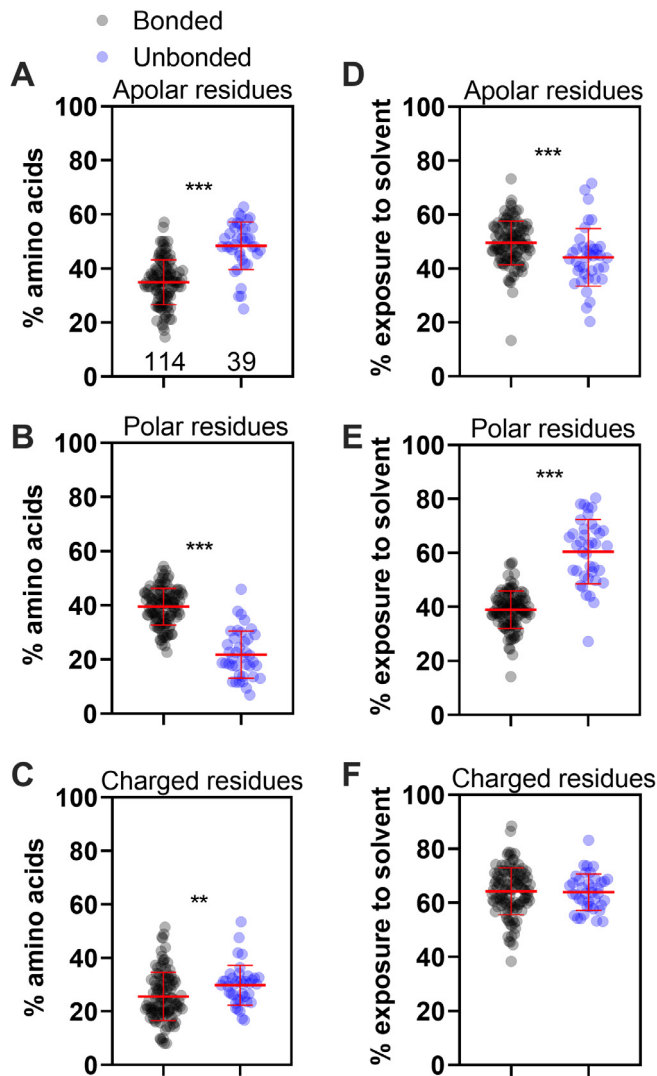 Bonded
Unbonded
A
Apolar residues
% amino acids
100
80
60
40
20
0
***
114
39
D
Apolar residues
% exposure to solvent
100
80
60
40
20
0
***
B
Polar residues
% amino acids
100
80
60
40
20
0
***
E
Polar residues
% exposure to solvent
100
80
60
40
20
0
***
C
Charged residues
% amino acids
100
80
60
40
20
0
**
F
Charged residues
% exposure to solvent
100
80
60
40
20
0